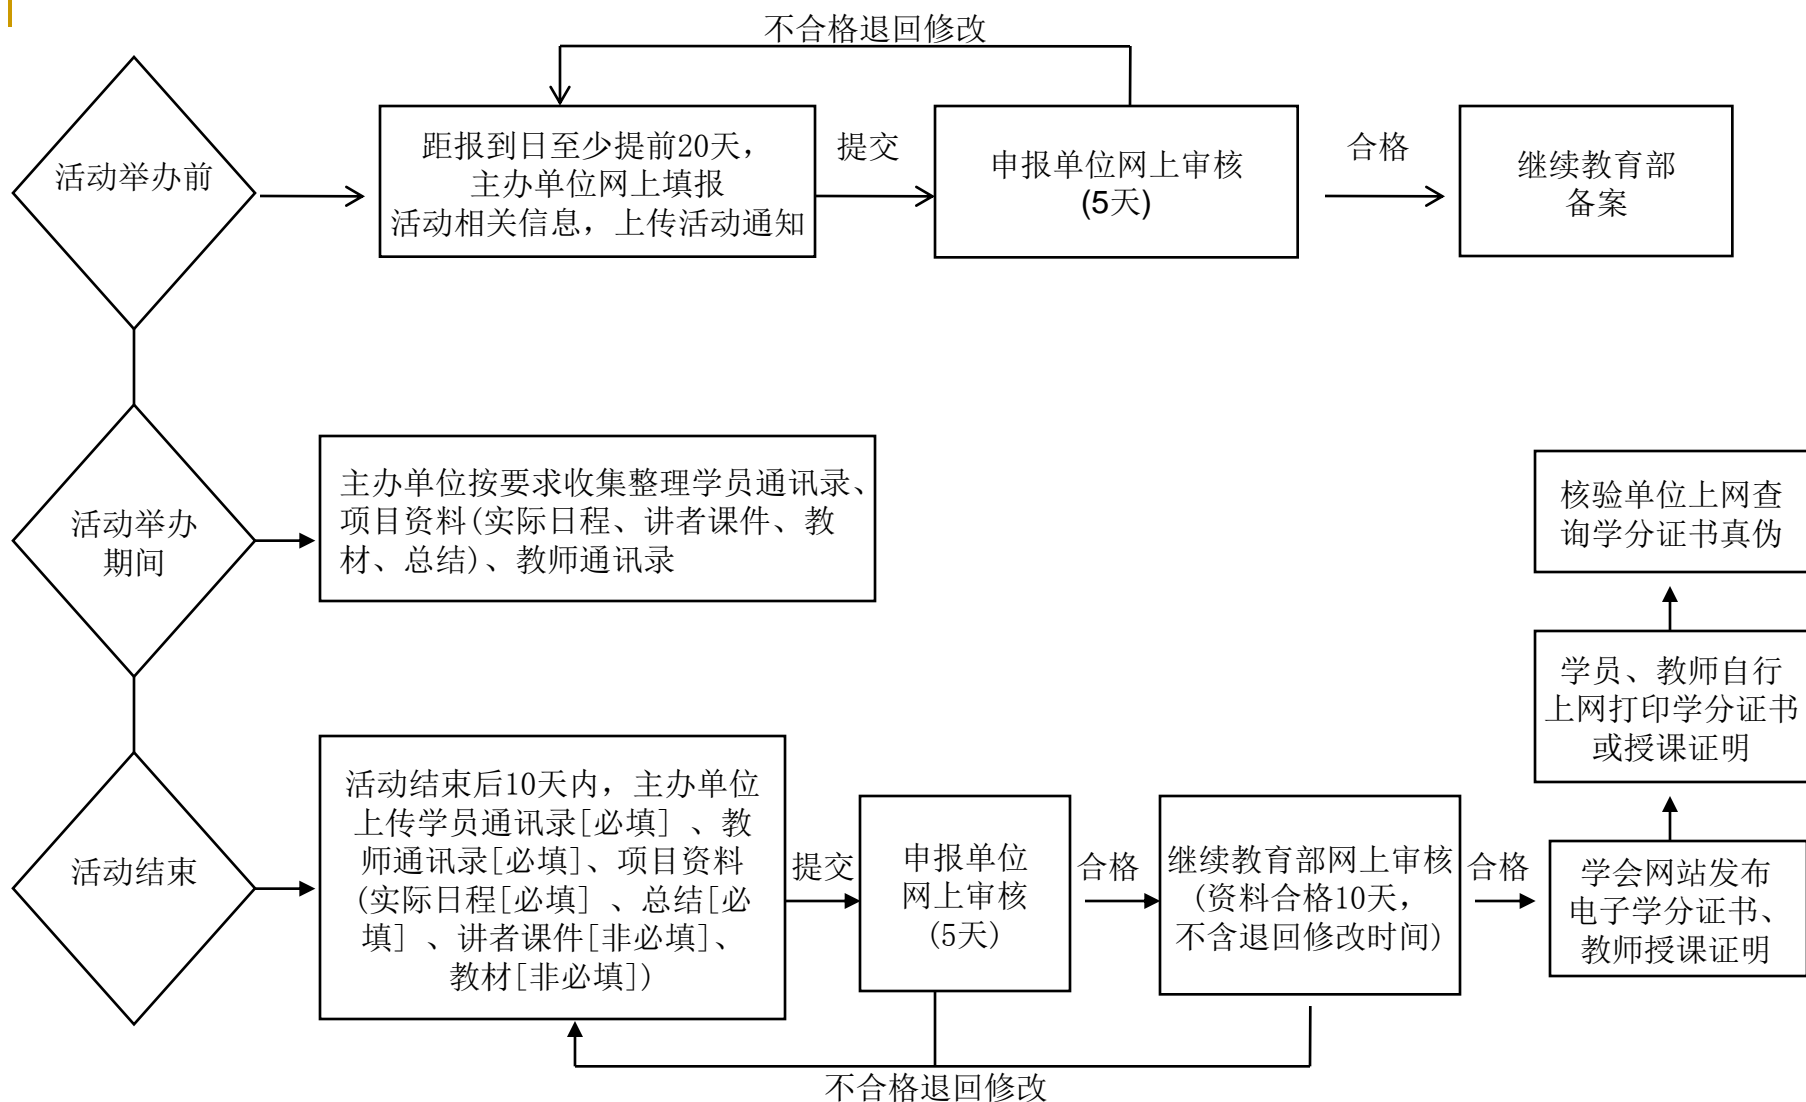 不合格退回修改
活动举办前
距报到日至少提前20天,
主办单位网上填报
活动相关信息，上传活动通知
提交
申报单位网上审核
(5天)
合格
继续教育部
备案
活动举办
期间
主办单位按要求收集整理学员通讯录、
项目资料(实际日程、讲者课件、教
材、总结)、教师通讯录
核验单位上网查
询学分证书真伪
学员、教师自行
上网打印学分证书
或授课证明
活动结束
活动结束后10天内，主办单位
上传学员通讯录[必填] 、教
师通讯录[必填]、项目资料
(实际日程[必填] 、总结[必
填] 、讲者课件[非必填]、
教材[非必填])
提交
申报单位
网上审核
(5天)
合格
继续教育部网上审核
(资料合格10天，
不含退回修改时间)
合格
学会网站发布
电子学分证书、
教师授课证明
不合格退回修改